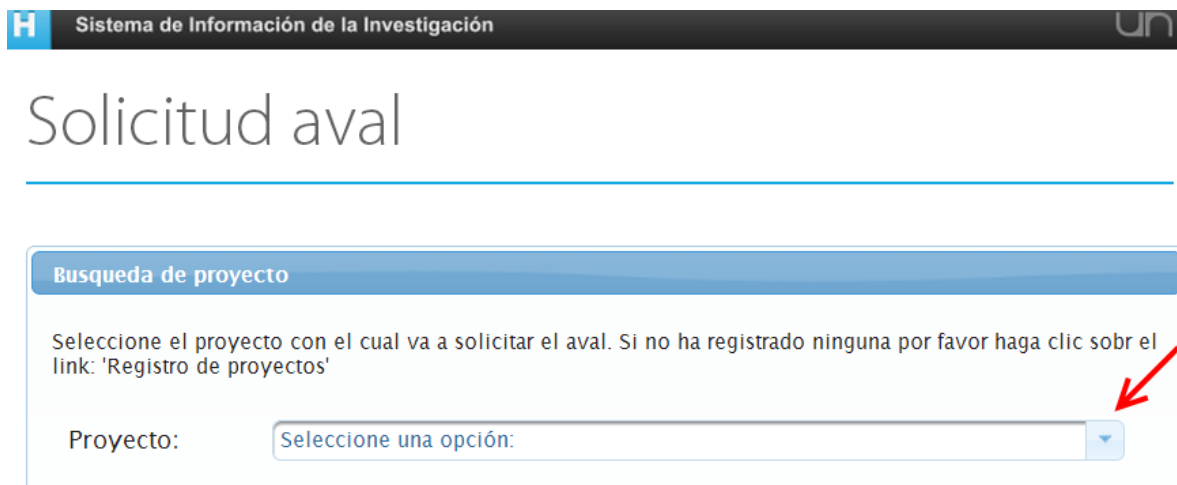 H Sistema de Información de la Investigación un
Solicitud aval
Busqueda de proyecto
Seleccione el proyecto con el cual va a solicitar el aval. Si no ha registrado ninguna por favor haga clic sobr el
link: 'Registro de proyectos'
Proyecto: Seleccione una opción: